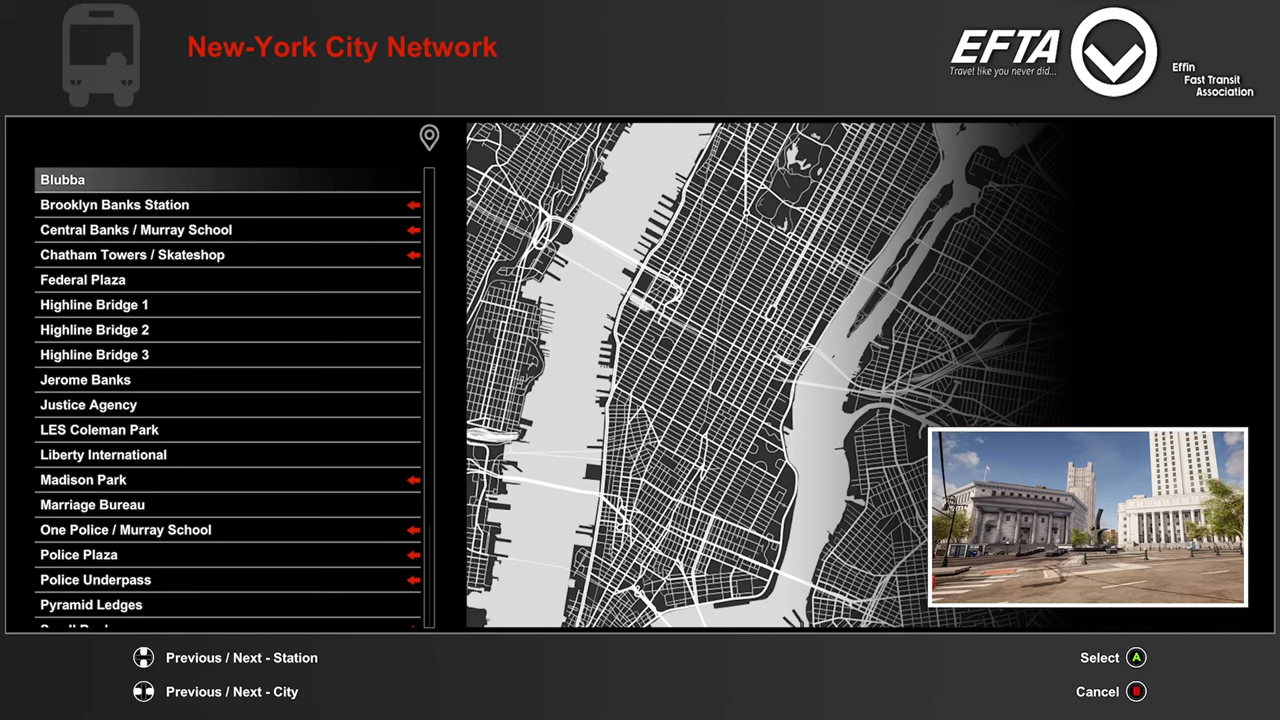 New-York City Network
EFTA
Travel like you never did...
Effin
Fast Transit
Association
Blubba
Brooklyn Banks Station
Central Banks / Murray School
Chatham Towers / Skateshop
Federal Plaza
Highline Bridge 1
Highline Bridge 2
Highline Bridge 3
Jerome Banks
Justice Agency
LES Coleman Park
Liberty International
Madison Park
Marriage Bureau
One Police / Murray School
Police Plaza
Police Underpass
Pyramid Ledges
Previous / Next - Station
Previous / Next - City
Select A
Cancel B